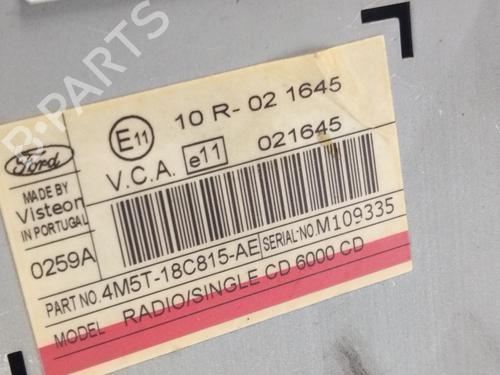 B-PARTS
E11
10 R- 02 1645
Ford
V.C.A. e11 021645
MADE BY
Visteon
IN PORTUGAL
0259A
PART NO. 4M5T-18C815-AE SERIAL-NO. M109335
MODEL RADIO/SINGLE CD 6000 CD